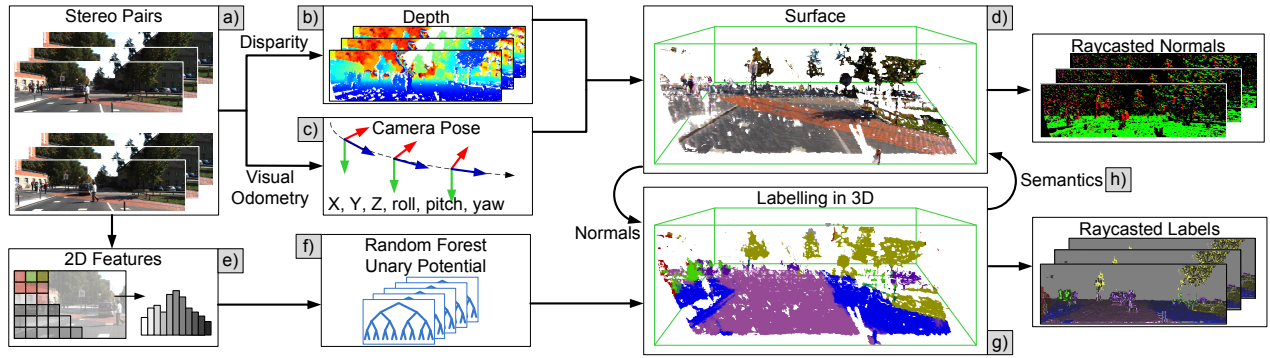 Stereo Pairs
a)
Disparity
Visual
Odometry
b)
Depth
c)
Camera Pose
X, Y, Z, roll, pitch, yaw
Surface
d)
Raycasted Normals
2D Features
e)
f)
Random Forest
Unary Potential
Normals
Semantics
h)
Labelling in 3D
g)
Raycasted Labels